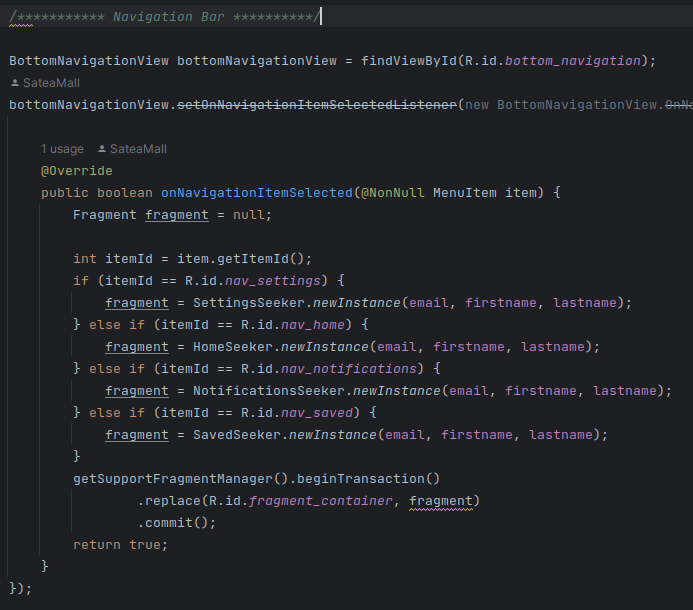 /*********** Navigation Bar **********/
BottomNavigationView bottomNavigationView = findViewById(R.id.bottom_navigation);
SateaMall
bottomNavigationView.setOnNavigationItemSelectedListener(new BottomNavigationView.OnNa
1 usage SateaMall
@Override
public boolean onNavigationItemSelected(@NonNull MenuItem item) {
Fragment fragment = null;
int itemId = item.getItemId();
if (itemId == R.id.nav_settings) {
fragment = SettingsSeeker.newInstance(email, firstname, lastname);
} else if (itemId == R.id.nav_home) {
fragment = HomeSeeker.newInstance(email, firstname, lastname);
} else if (itemId == R.id.nav_notifications) {
fragment = NotificationsSeeker.newInstance(email, firstname, lastname);
} else if (itemId == R.id.nav_saved) {
fragment = SavedSeeker.newInstance(email, firstname, lastname);
}
getSupportFragmentManager().beginTransaction()
.replace(R.id.fragment_container, fragment)
.commit();
return true;
}
});